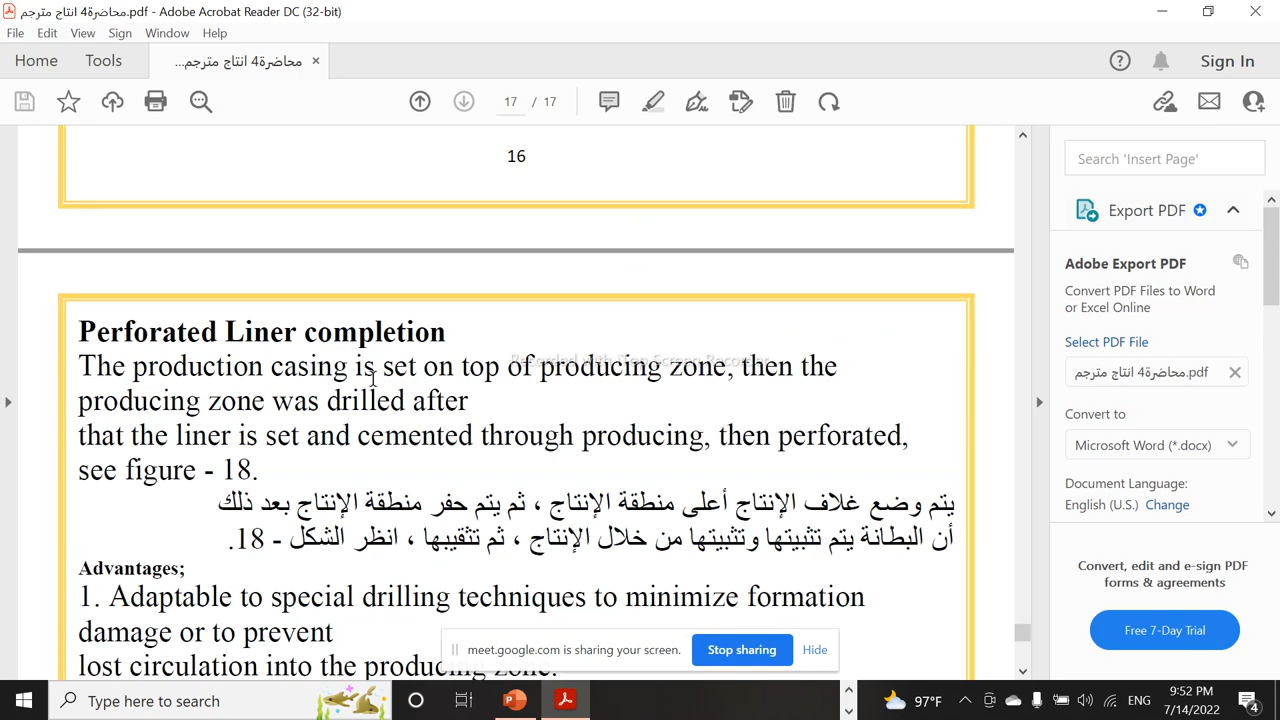 محاضرة4 انتاج مترجم.pdf - Adobe Acrobat Reader DC (32-bit)
File Edit View Sign Window Help
Home Tools محاضرة4 انتاج مترجم... × Sign In
17 / 17
16
Perforated Liner completion
The production casing is set on top of producing zone, then the
producing zone was drilled after
that the liner is set and cemented through producing, then perforated,
see figure - 18.
يتم وضع غلاف الإنتاج أعلى منطقة الإنتاج ، ثم يتم حفر منطقة الإنتاج بعد ذلك
أن البطانة يتم تثبيتها وتثبيتها من خلال الإنتاج ، ثم تثقيبها ، انظر الشكل - 18.
Advantages;
1. Adaptable to special drilling techniques to minimize formation
damage or to prevent
lost circulation into the producing zone.
Recorded with iTop Screen Recorder
meet.google.com is sharing your screen. Stop sharing Hide
Search 'Insert Page'
Export PDF
Adobe Export PDF
Convert PDF Files to Word
or Excel Online
Select PDF File
محاضرة4 انتاج مترجم.pdf ×
Convert to
Microsoft Word (*.docx)
Document Language:
English (U.S.) Change
Convert, edit and e-sign PDF
forms & agreements
Free 7-Day Trial
Type here to search
97°F ENG 9:52 PM
7/14/2022 4